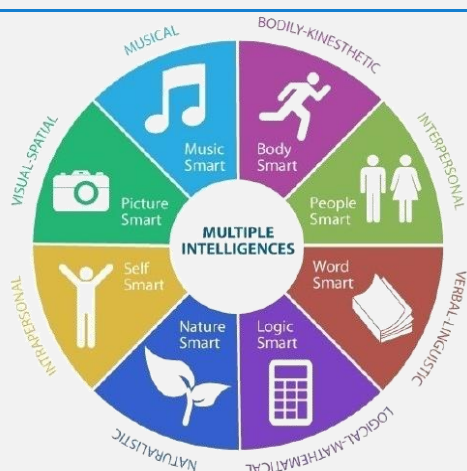 MUSICAL
BODILY-KINESTHETIC
INTERPERSONAL
VERBAL-LINGUISTIC
LOGICAL-MATHEMATICAL
NATURALISTIC
INTRAPERSONAL
VISUAL-SPATIAL
Music
Smart
Body
Smart
People
Smart
Word
Smart
Logic
Smart
Nature
Smart
Self
Smart
Picture
Smart
MULTIPLE
INTELLIGENCES